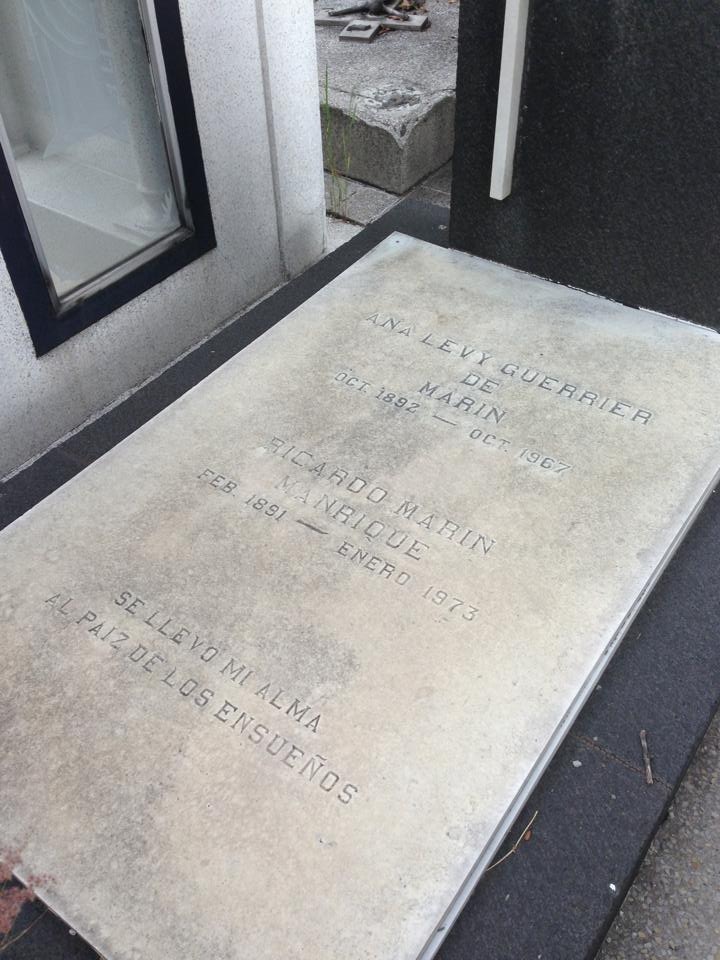 ANA LEVY GUERRIER
DE
MARIN
OCT. 1892 — OCT. 1967
RICARDO MARIN
MANRIQUE
FEB. 1891 — ENERO 1973
SE LLEVO MI ALMA
AL PAIZ DE LOS ENSUEÑOS